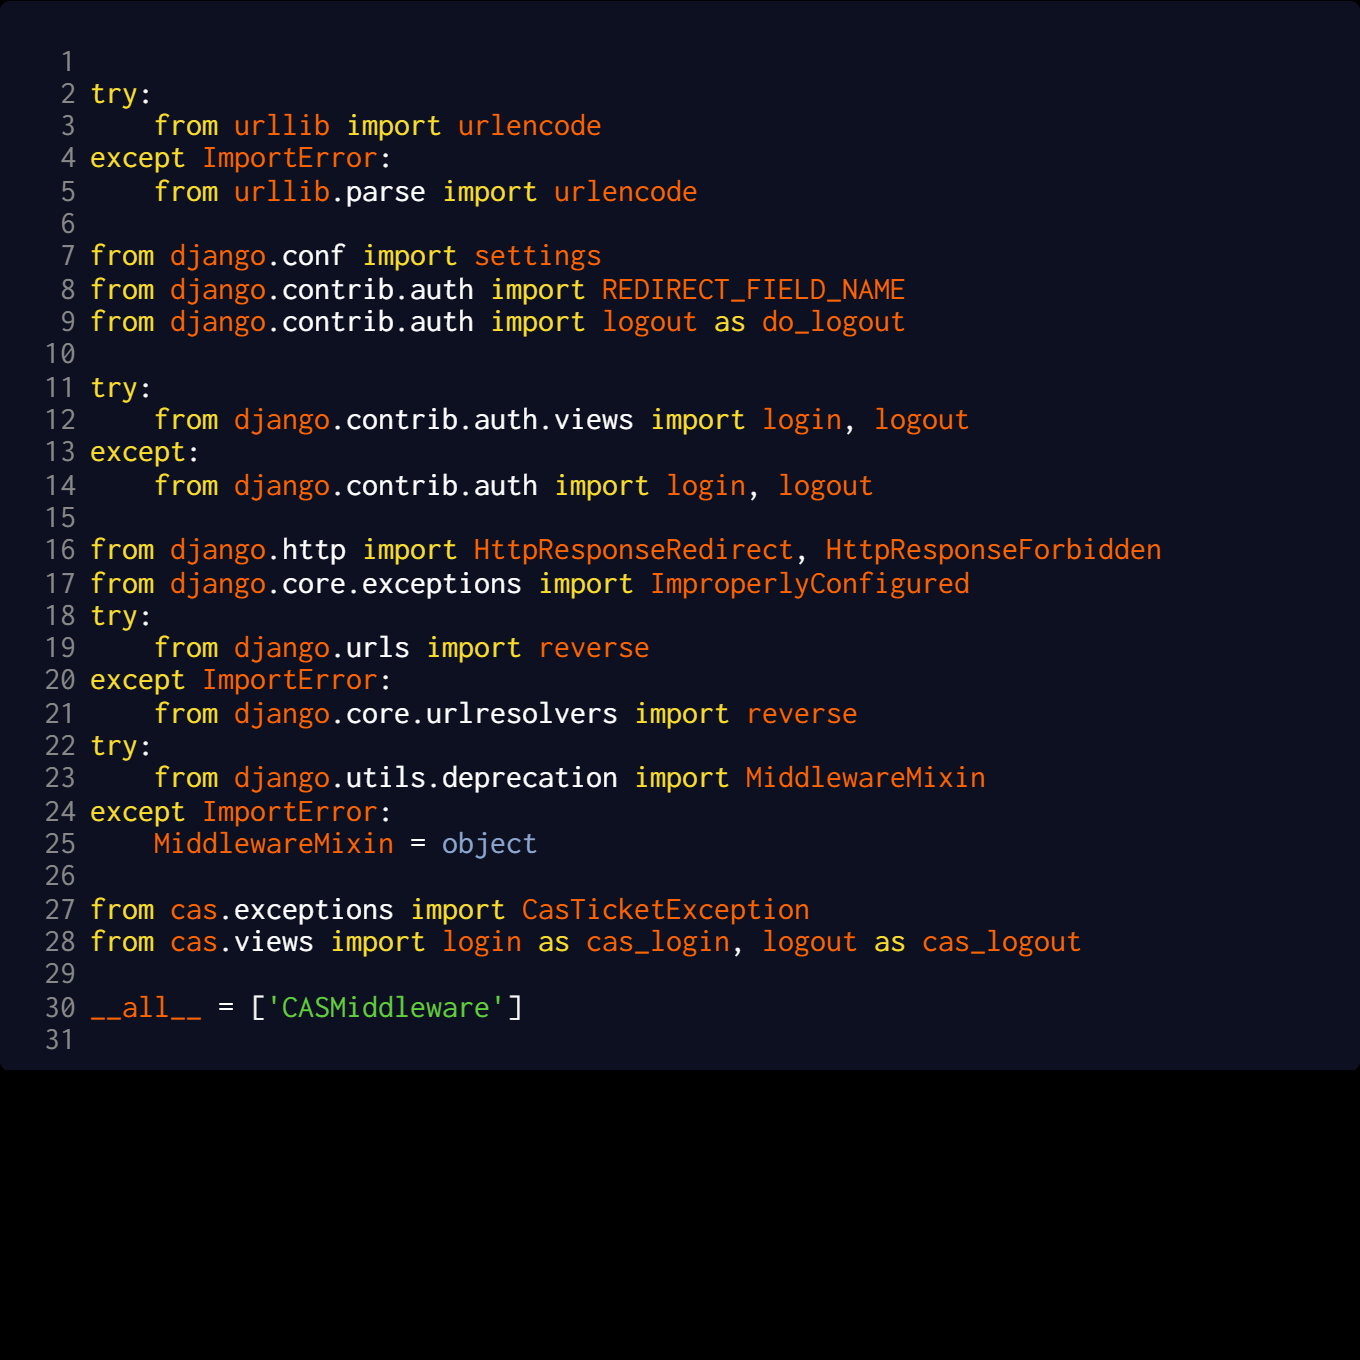 1
2 try:
3     from urllib import urlencode
4 except ImportError:
5     from urllib.parse import urlencode
6
7 from django.conf import settings
8 from django.contrib.auth import REDIRECT_FIELD_NAME
9 from django.contrib.auth import logout as do_logout
10
11 try:
12     from django.contrib.auth.views import login, logout
13 except:
14     from django.contrib.auth import login, logout
15
16 from django.http import HttpResponseRedirect, HttpResponseForbidden
17 from django.core.exceptions import ImproperlyConfigured
18 try:
19     from django.urls import reverse
20 except ImportError:
21     from django.core.urlresolvers import reverse
22 try:
23     from django.utils.deprecation import MiddlewareMixin
24 except ImportError:
25     MiddlewareMixin = object
26
27 from cas.exceptions import CasTicketException
28 from cas.views import login as cas_login, logout as cas_logout
29
30 __all__ = ['CASMiddleware']
31